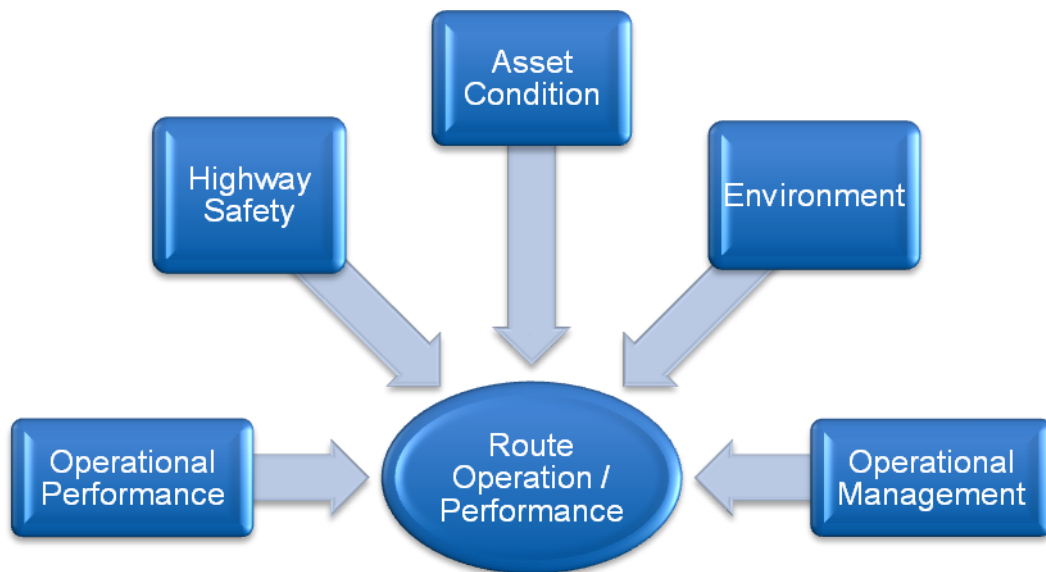 Asset
Condition
Highway
Safety
Environment
Operational
Performance
Route
Operation /
Performance
Operational
Management